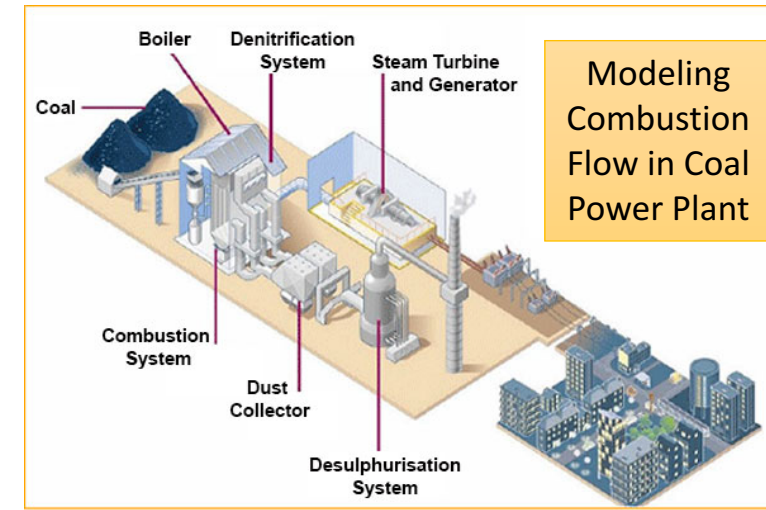 Boiler
Denitrification
System
Steam Turbine
and Generator
Coal
Modeling
Combustion
Flow in Coal
Power Plant
Combustion
System
Dust
Collector
Desulphurisation
System